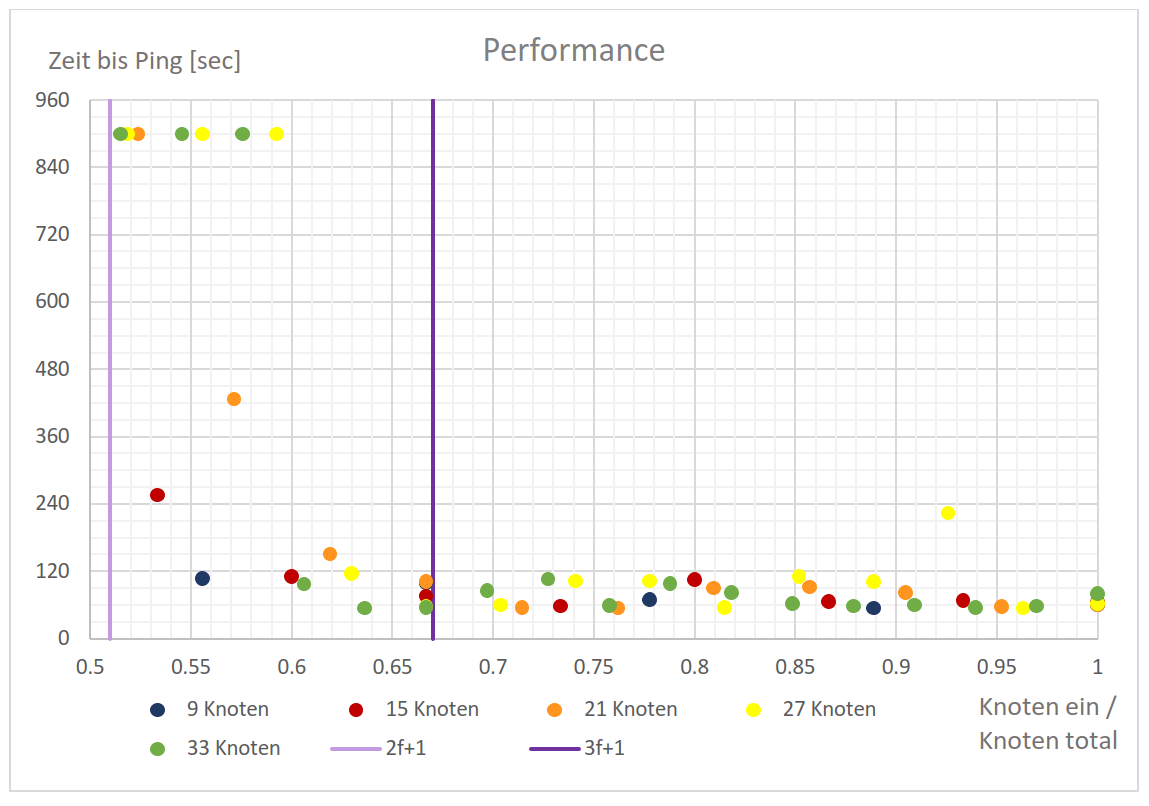 Performance
Zeit bis Ping [sec]
960
840
720
600
480
360
240
120
0
0.5 0.55 0.6 0.65 0.7 0.75 0.8 0.85 0.9 0.95 1
9 Knoten 15 Knoten 21 Knoten 27 Knoten
33 Knoten 2f+1 3f+1
Knoten ein /
Knoten total